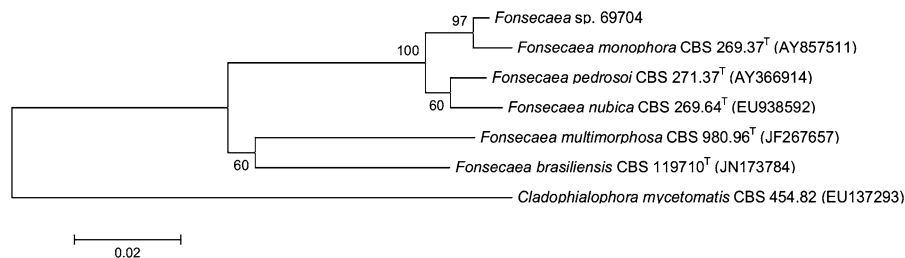 97 Fonsecaea sp. 69704
Fonsecaea monophora CBS 269.37ᵀ (AY857511)
100
Fonsecaea pedrosoi CBS 271.37ᵀ (AY366914)
60 Fonsecaea nubica CBS 269.64ᵀ (EU938592)
Fonsecaea multimorphosa CBS 980.96ᵀ (JF267657)
60 Fonsecaea brasiliensis CBS 119710ᵀ (JN173784)
Cladophialophora mycetomatis CBS 454.82 (EU137293)
0.02